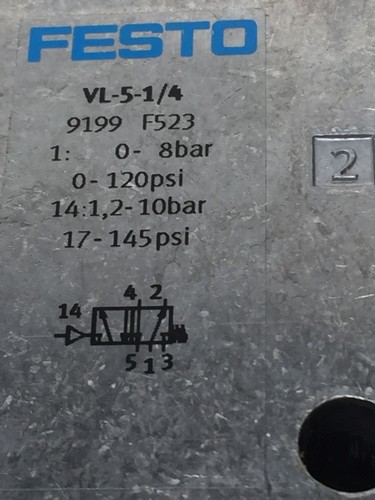 FESTO
VL-5-1/4
9199 F523
1: 0- 8bar
0-120psi
14:1,2-10bar
17-145psi
2
4 2
14
5 1 3